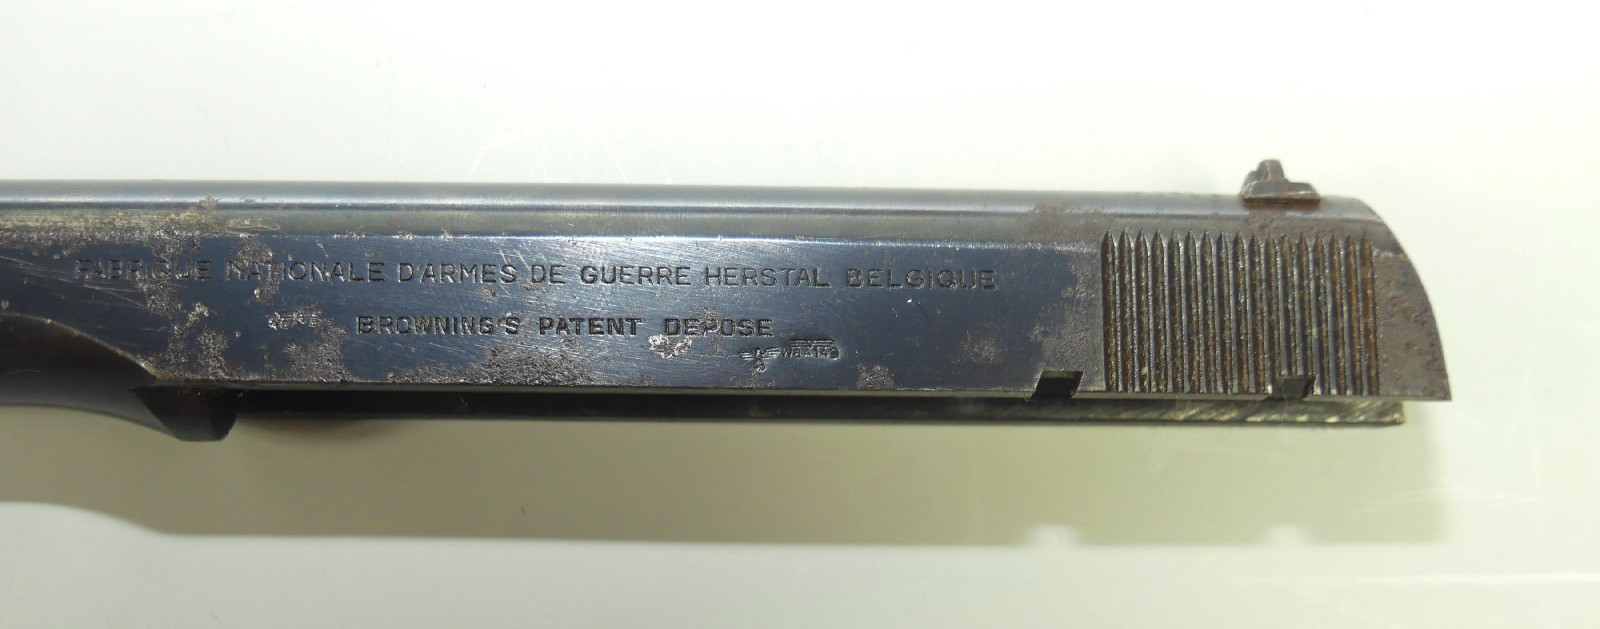 FABRIQUE NATIONALE D'ARMES DE GUERRE HERSTAL BELGIQUE
BROWNING'S PATENT DEPOSE